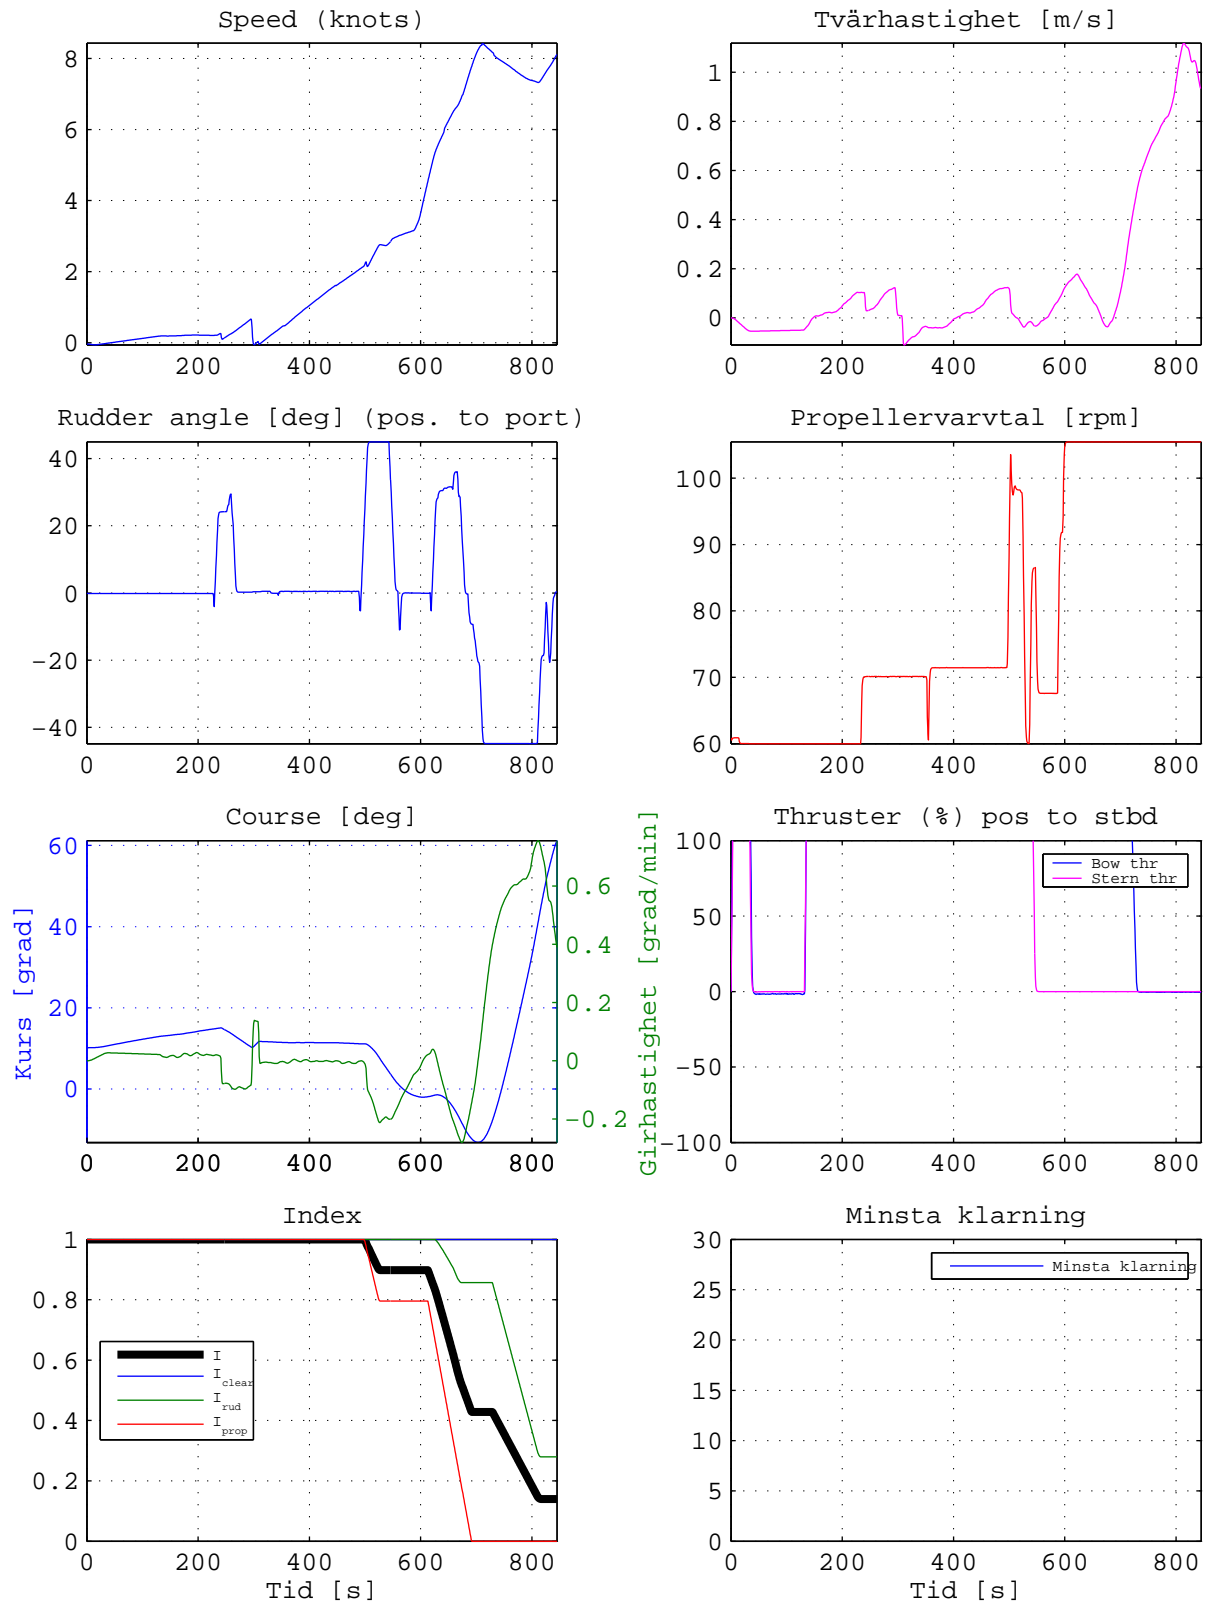 Speed (knots)
8
6
4
2
0
0 200 400 600 800
Tvärhastighet [m/s]
1
0.8
0.6
0.4
0.2
0
0 200 400 600 800
Rudder angle [deg] (pos. to port)
40
20
0
−20
−40
0 200 400 600 800
Propellervarvtal [rpm]
100
90
80
70
60
0 200 400 600 800
Course [deg]
Kurs [grad]
60
40
20
0
0 200 400 600 800
0.6
0.4
0.2
0
−0.2
Girhastighet [grad/min]
Thruster (%) pos to stbd
100
50
0
−50
−100
Bow thr
Stern thr
0 200 400 600 800
Index
1
0.8
0.6
0.4
0.2
0
I
I clear
I rud
I prop
0 200 400 600 800
Tid [s]
Minsta klarning
30
25
20
15
10
5
0
Minsta klarning
0 200 400 600 800
Tid [s]